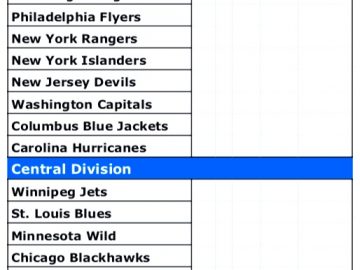 Philadelphia Flyers
New York Rangers
New York Islanders
New Jersey Devils
Washington Capitals
Columbus Blue Jackets
Carolina Hurricanes
Central Division
Winnipeg Jets
St. Louis Blues
Minnesota Wild
Chicago Blackhawks